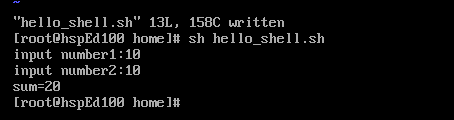 ~
"hello_shell.sh" 13L, 158C written
[root@hspEd100 home]# sh hello_shell.sh
input number1:10
input number2:10
sum=20
[root@hspEd100 home]#